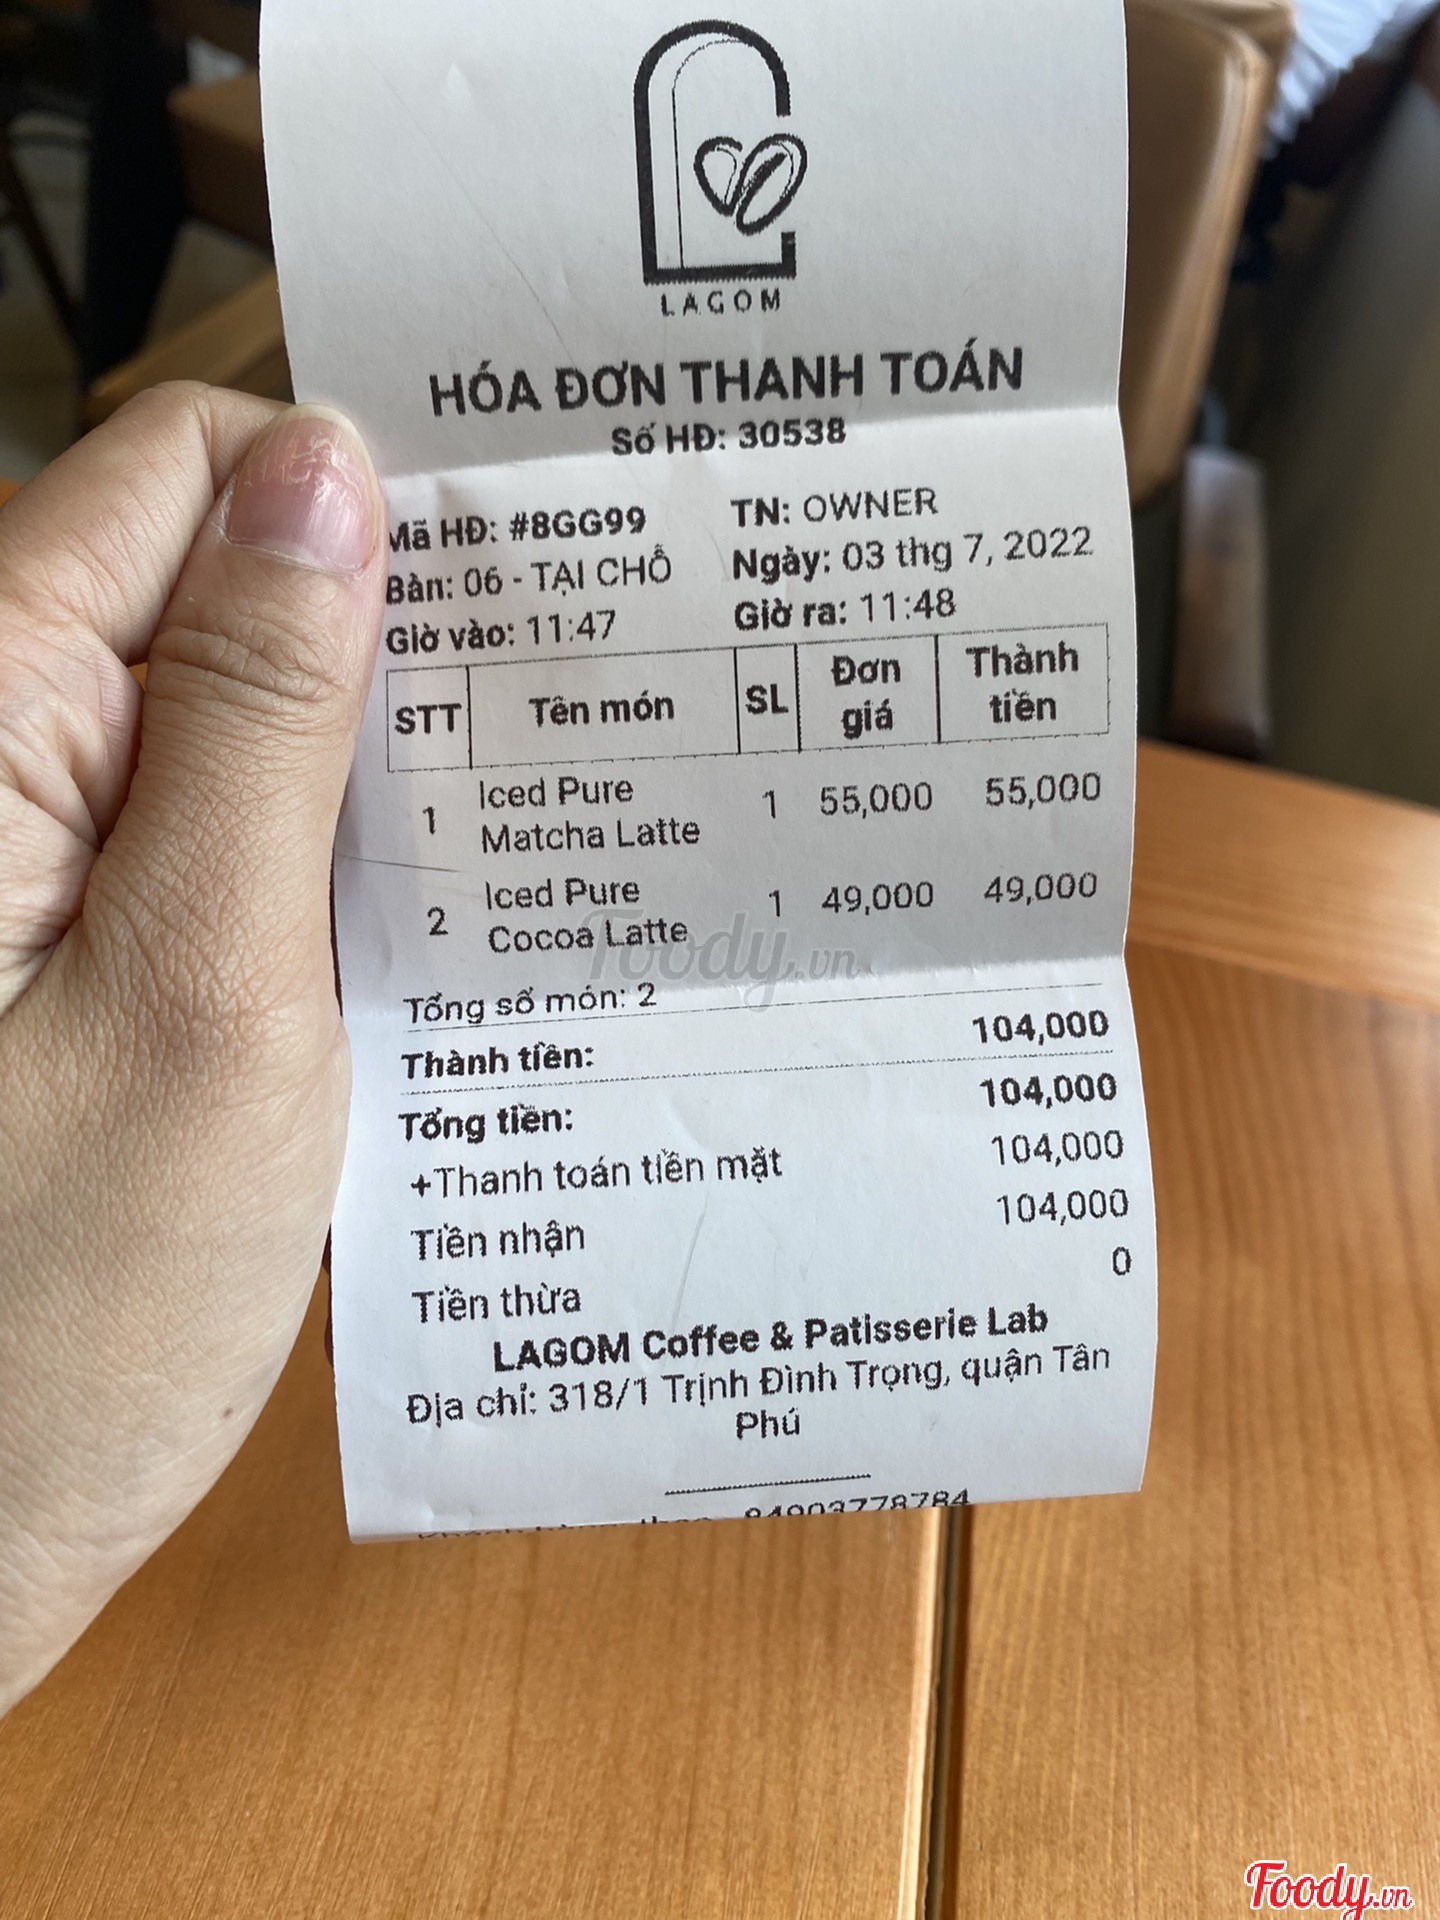 LAGOM
HÓA ĐƠN THANH TOÁN
Số HĐ: 30538
Mã HĐ: #8GG99 TN: OWNER
Bàn: 06 - TẠI CHỖ Ngày: 03 thg 7, 2022
Giờ vào: 11:47 Giờ ra: 11:48
STT Tên món SL Đơn giá Thành tiền
1 Iced Pure Matcha Latte 1 55,000 55,000
2 Iced Pure Cocoa Latte 1 49,000 49,000
Foody.vn
Tổng số món: 2
Thành tiền: 104,000
Tổng tiền: 104,000
+Thanh toán tiền mặt 104,000
Tiền nhận 104,000
Tiền thừa 0
LAGOM Coffee & Patisserie Lab
Địa chỉ: 318/1 Trịnh Đình Trọng, quận Tân
Phú
84903778784
Foody.vn